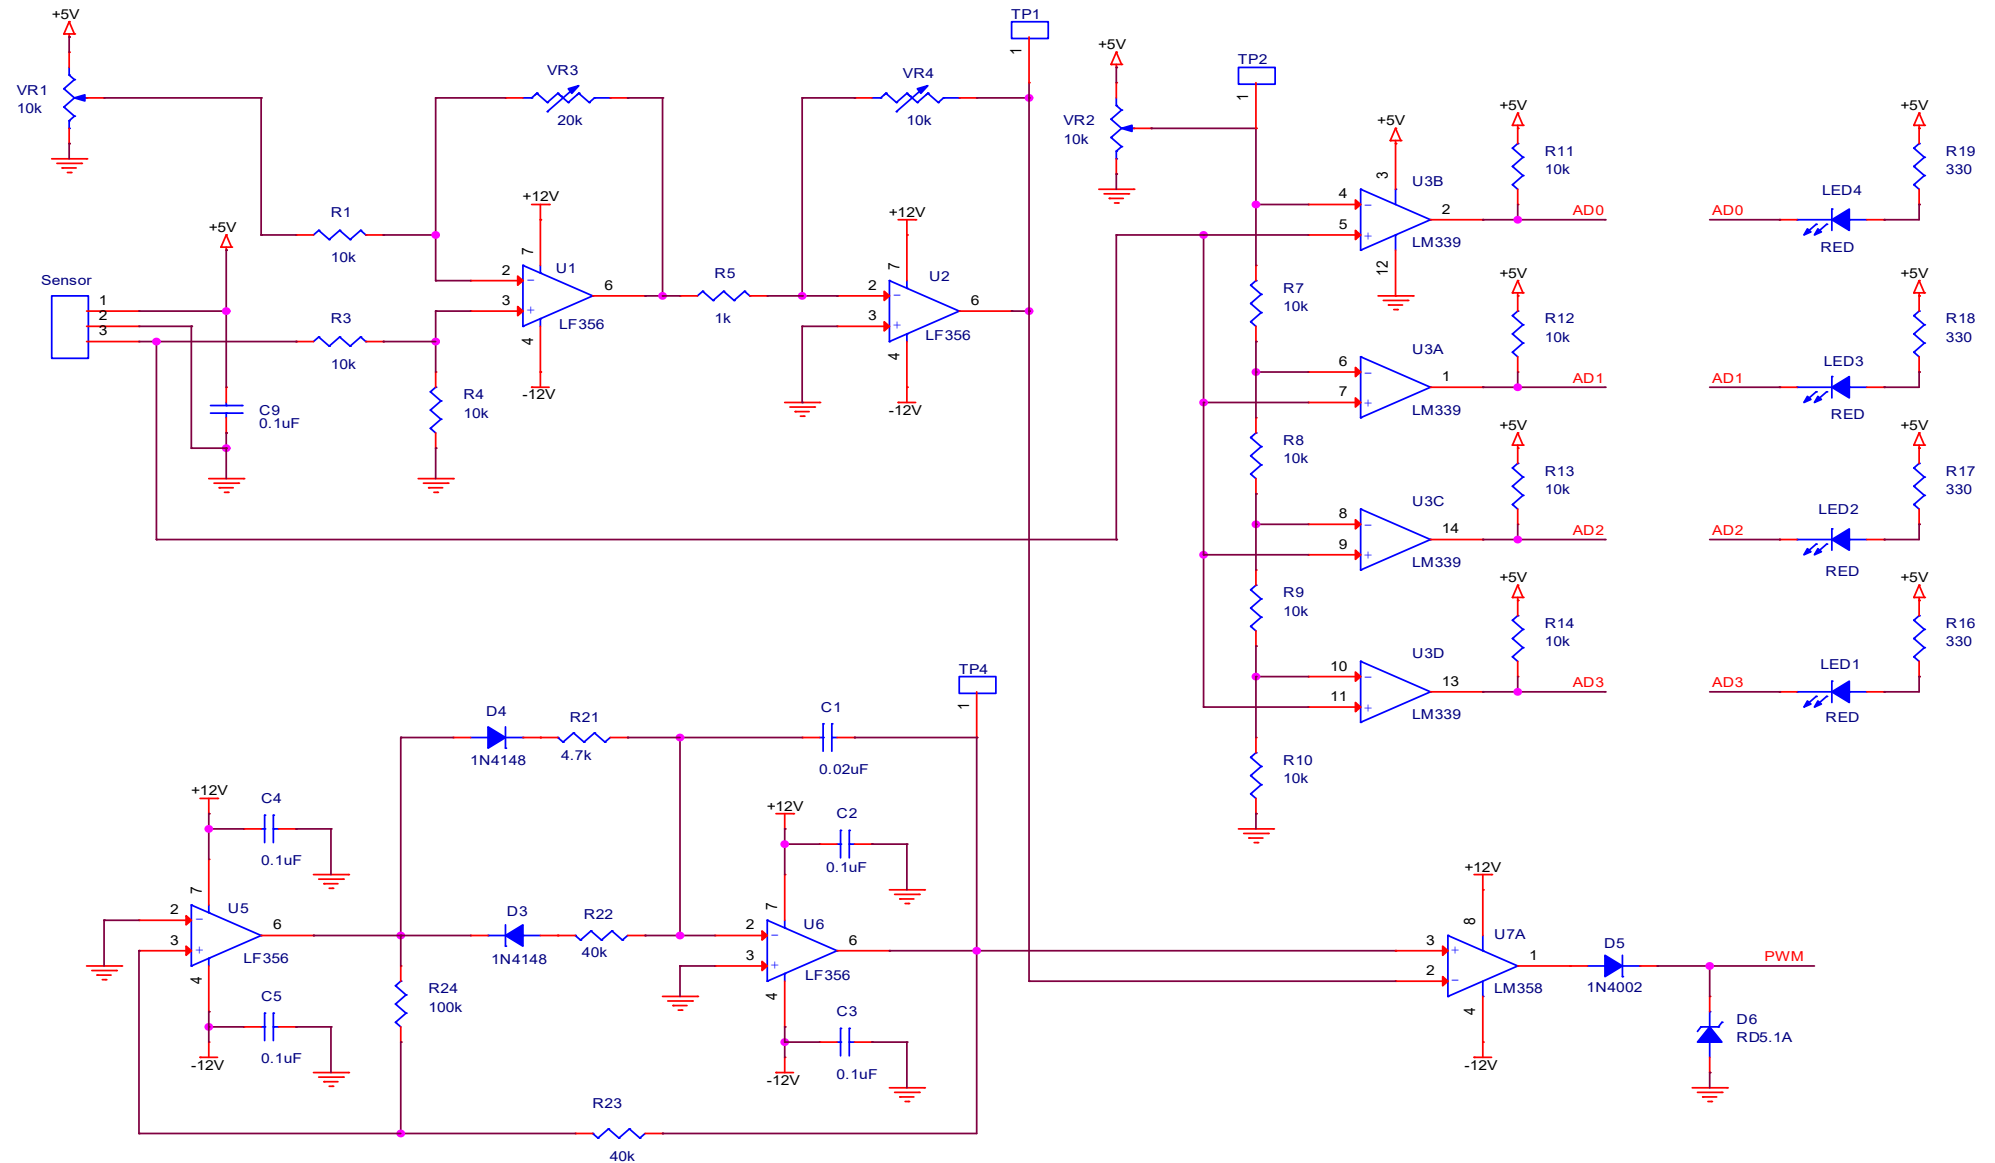 +5V
VR1
10k
VR3
20k
VR4
10k
TP1
1
+5V
VR2
10k
TP2
1
+5V
3
U3B
4
5
2
LM339
12
+5V
R11
10k
AD0
AD0
LED4
RED
+5V
R19
330
R1
10k
+5V
Sensor
1
2
3
R3
10k
C9
0.1uF
R4
10k
+12V
7
U1
2
3
6
LF356
4
-12V
R5
1k
+12V
7
U2
2
3
6
LF356
4
-12V
R7
10k
U3A
6
7
1
LM339
+5V
R12
10k
AD1
AD1
LED3
RED
+5V
R18
330
R8
10k
U3C
8
9
14
LM339
+5V
R13
10k
AD2
AD2
LED2
RED
+5V
R17
330
R9
10k
U3D
10
11
13
LM339
+5V
R14
10k
AD3
AD3
LED1
RED
+5V
R16
330
R10
10k
TP4
1
D4
1N4148
R21
4.7k
C1
0.02uF
+12V
C4
0.1uF
7
U5
2
3
6
LF356
4
C5
0.1uF
-12V
D3
1N4148
R22
40k
R24
100k
+12V
C2
0.1uF
7
U6
2
3
6
LF356
4
C3
0.1uF
-12V
R23
40k
+12V
8
U7A
3
2
1
LM358
4
-12V
D5
1N4002
PWM
D6
RD5.1A